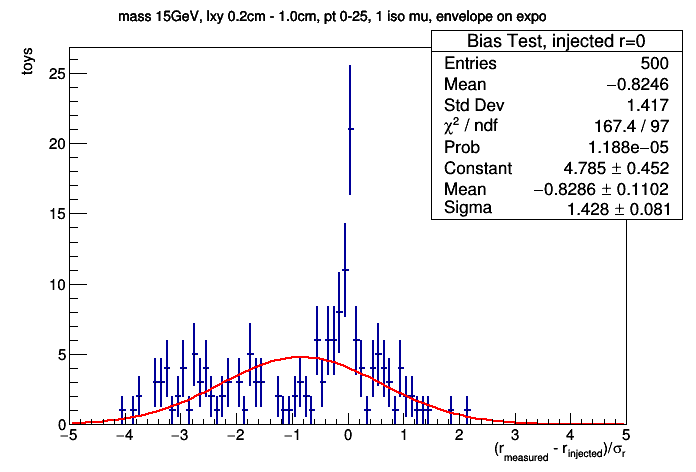 mass 15GeV, lxy 0.2cm - 1.0cm, pt 0-25, 1 iso mu, envelope on expo
Bias Test, injected r=0
Entries 500
Mean −0.8246
Std Dev 1.417
χ² / ndf 167.4 / 97
Prob 1.188e−05
Constant 4.785 ± 0.452
Mean −0.8286 ± 0.1102
Sigma 1.428 ± 0.081
toys
25
20
15
10
5
0
−5 −4 −3 −2 −1 0 1 2 3 4 5
(r_measured - r_injected)/σ_r